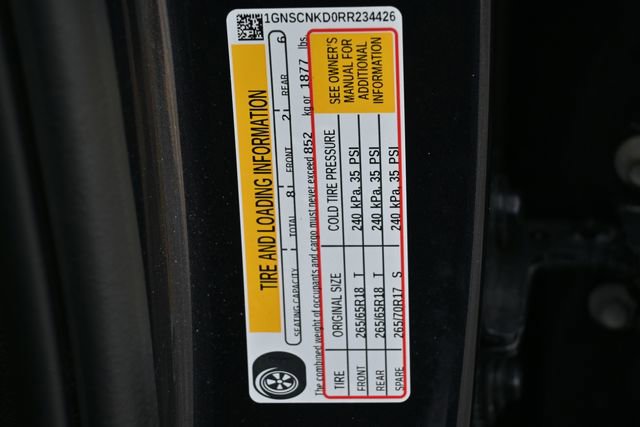 1GNSCNKD0RR234426
TIRE AND LOADING INFORMATION
SEATING CAPACITY TOTAL 8 FRONT 2 REAR 6
The combined weight of occupants and cargo must never exceed 852 kg or 1877 lbs.
TIRE ORIGINAL SIZE COLD TIRE PRESSURE
FRONT 265/65R18 T 240 kPa, 35 PSI
REAR 265/65R18 T 240 kPa, 35 PSI
SPARE 265/70R17 S 240 kPa, 35 PSI
SEE OWNER'S
MANUAL FOR
ADDITIONAL
INFORMATION